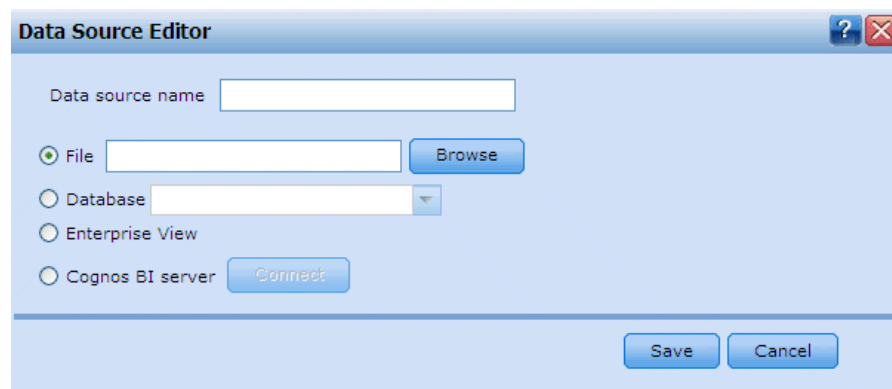 Data Source Editor ?
Data source name
File Browse
Database
Enterprise View
Cognos BI server Connect
Save Cancel